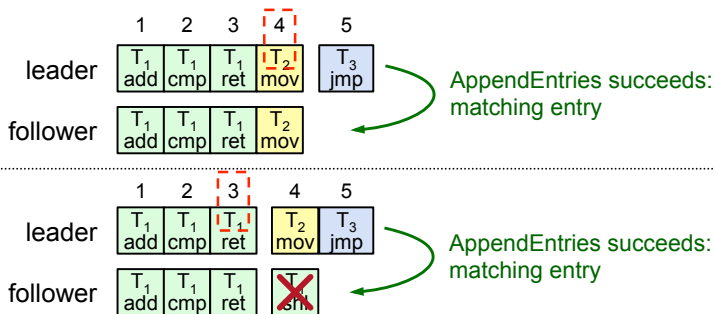 1 2 3 4 5
T1 T1 T1 T2 T3
leader add cmp ret mov jmp
AppendEntries succeeds:
matching entry
T1 T1 T1 T2
follower add cmp ret mov
1 2 3 4 5
T1 T1 T1 T2 T3
leader add cmp ret mov jmp
AppendEntries succeeds:
matching entry
T1 T1 T1
follower add cmp ret